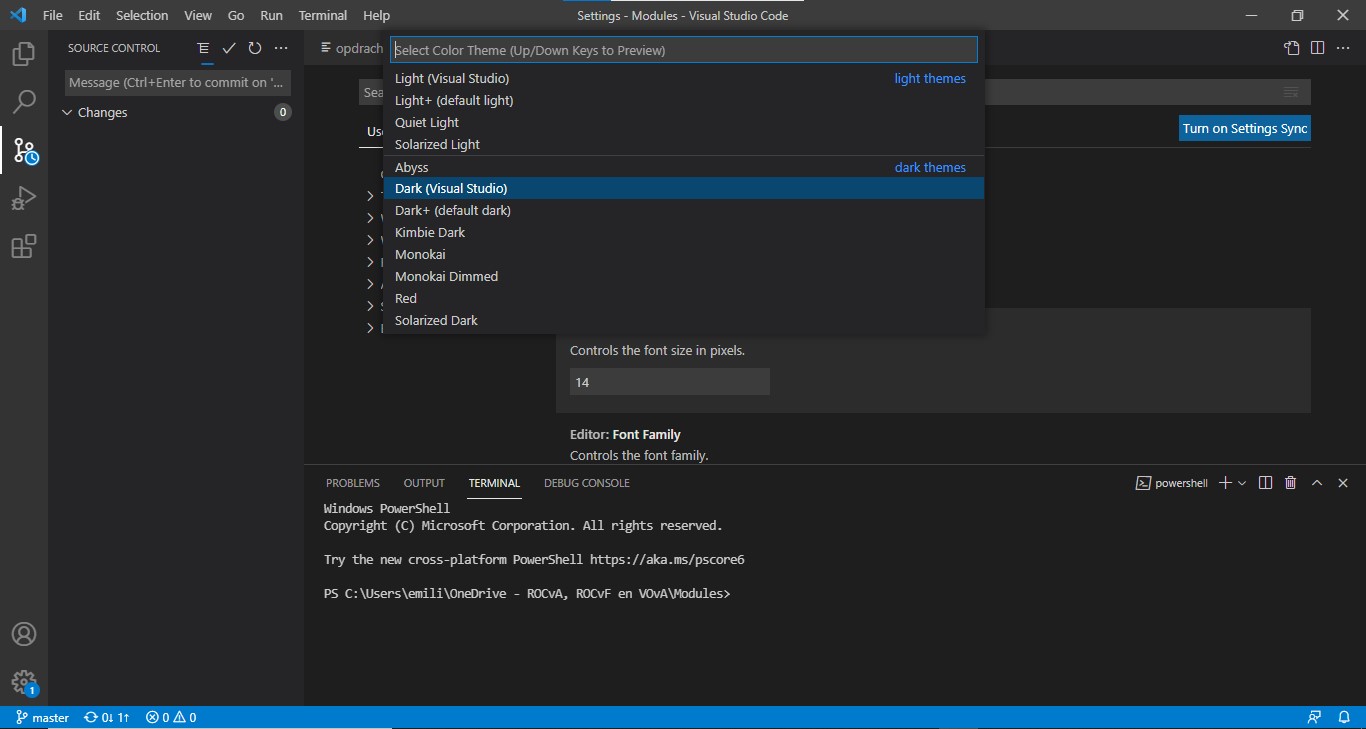 File Edit Selection View Go Run Terminal Help
Settings - Modules - Visual Studio Code
SOURCE CONTROL
Message (Ctrl+Enter to commit on '...
Changes 0
opdrach
Select Color Theme (Up/Down Keys to Preview)
Light (Visual Studio) light themes
Light+ (default light)
Quiet Light
Solarized Light
Abyss dark themes
Dark (Visual Studio)
Dark+ (default dark)
Kimbie Dark
Monokai
Monokai Dimmed
Red
Solarized Dark
Turn on Settings Sync
Controls the font size in pixels.
14
Editor: Font Family
Controls the font family.
PROBLEMS OUTPUT TERMINAL DEBUG CONSOLE
powershell
Windows PowerShell
Copyright (C) Microsoft Corporation. All rights reserved.
Try the new cross-platform PowerShell https://aka.ms/pscore6
PS C:\Users\emili\OneDrive - ROCvA, ROCvF en VOvA\Modules>
1
master 0↓ 1↑ 0 0